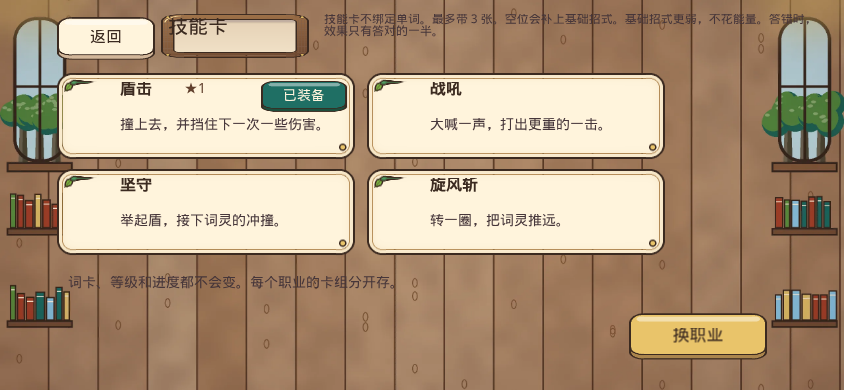 返回
技能卡
技能卡不绑定单词。最多带 3 张、空位会补上基础招式。基础招式更弱，不花能量。答错时，
效果只有答对的一半。
盾击 ★1
已装备
撞上去，并挡住下一次一些伤害。
战吼
大喊一声，打出更重的一击。
坚守
举起盾，接下词灵的冲撞。
旋风斩
转一圈，把词灵推远。
词卡、等级和进度都不会变。每个职业的卡组分开存。
换职业